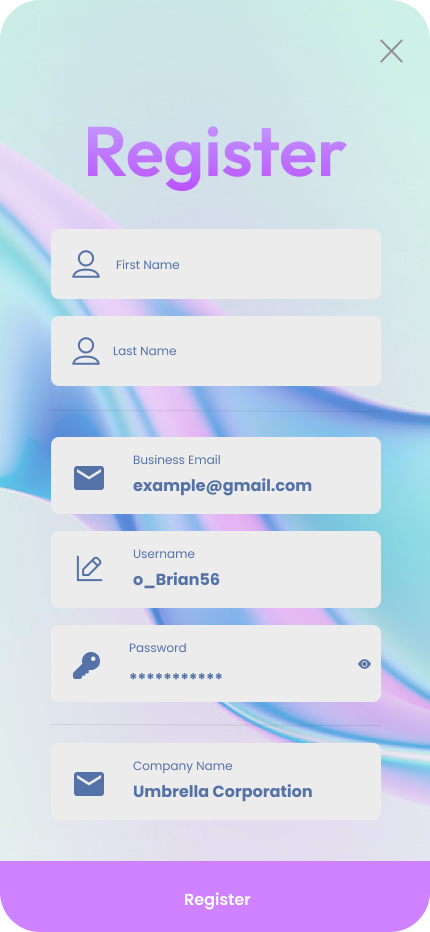 Register
First Name
Last Name
Business Email
example@gmail.com
Username
o_Brian56
Password
***********
Company Name
Umbrella Corporation
Register